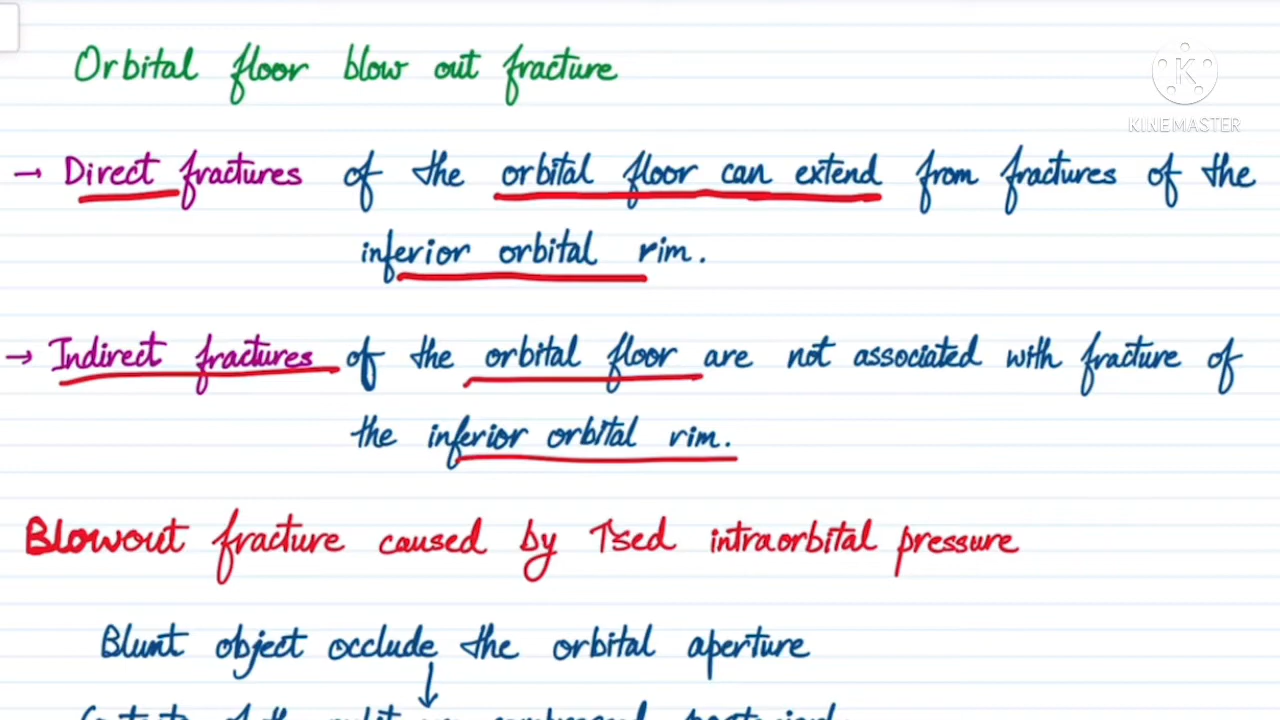 Orbital floor blow out fracture
KINEMASTER
→ Direct fractures of the orbital floor can extend from fractures of the
inferior orbital rim.
→ Indirect fractures of the orbital floor are not associated with fracture of
the inferior orbital rim.
Blowout fracture caused by ↑sed intraorbital pressure
Blunt object occlude the orbital aperture
↓
of the